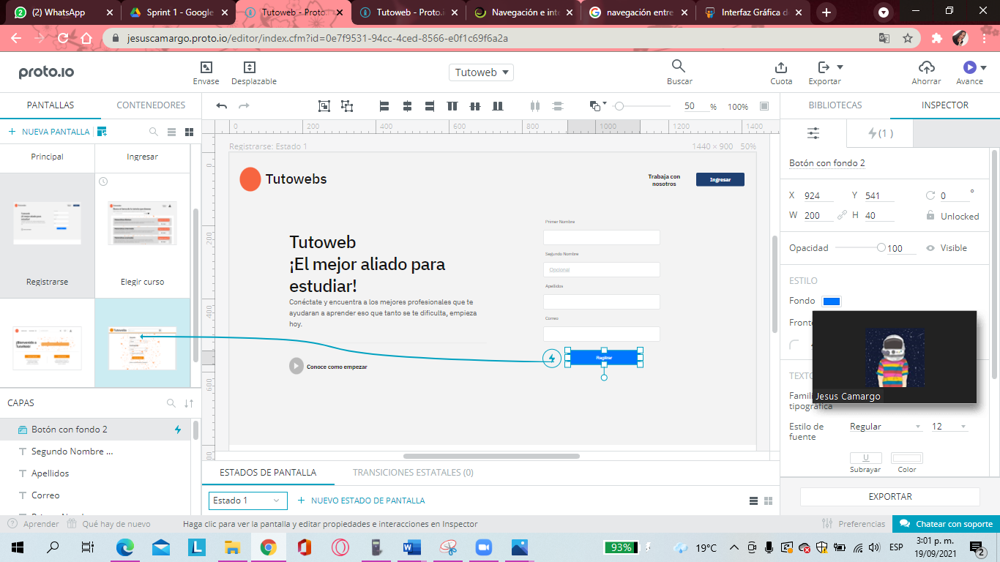 (2) WhatsApp
Sprint 1 - Google
Tutoweb - Proto.
Tutoweb - Proto.i
Navegación e inte
navegación entre
Interfaz Gráfica d
jesuscamargo.proto.io/editor/index.cfm?id=0e7f9531-94cc-4ced-8566-e0f1c69f6a2a
proto.io
Envase
Desplazable
Tutoweb
Buscar
Cuota
Exportar
Ahorrar
Avance
PANTALLAS
CONTENEDORES
50 %
100%
BIBLIOTECAS
INSPECTOR
+ NUEVA PANTALLA
0 200 400 600 800 1000 1200 1400
(1)
Principal
Ingresar
Registrarse: Estado 1
1440 × 900 50%
Botón con fondo 2
Tutowebs
Trabaja con
nosotros
Ingresar
X 924 Y 541 0 °
W 200 H 40 Unlocked
Primer Nombre
Tutoweb
¡El mejor aliado para
estudiar!
Segundo Nombre
Opcional
Opacidad 100 Visible
Registrarse
Elegir curso
Apellidos
ESTILO
Fondo
Conéctate y encuentra a los mejores profesionales que te
ayudaran a aprender eso que tanto se te dificulta, empieza
hoy.
Correo
Fronte
Conoce como empezar
Jesus Camargo
TEXTO
Famili
tipográfica
Estilo de
fuente
Regular
12
Subrayar
Color
CAPAS
Botón con fondo 2
Segundo Nombre ...
Apellidos
Correo
ESTADOS DE PANTALLA
TRANSICIONES ESTATALES (0)
Estado 1
+ NUEVO ESTADO DE PANTALLA
EXPORTAR
Aprender
Qué hay de nuevo
Haga clic para ver la pantalla y editar propiedades e interacciones en Inspector
Preferencias
Chatear con soporte
93%
19°C
ESP
3:01 p. m.
19/09/2021
2